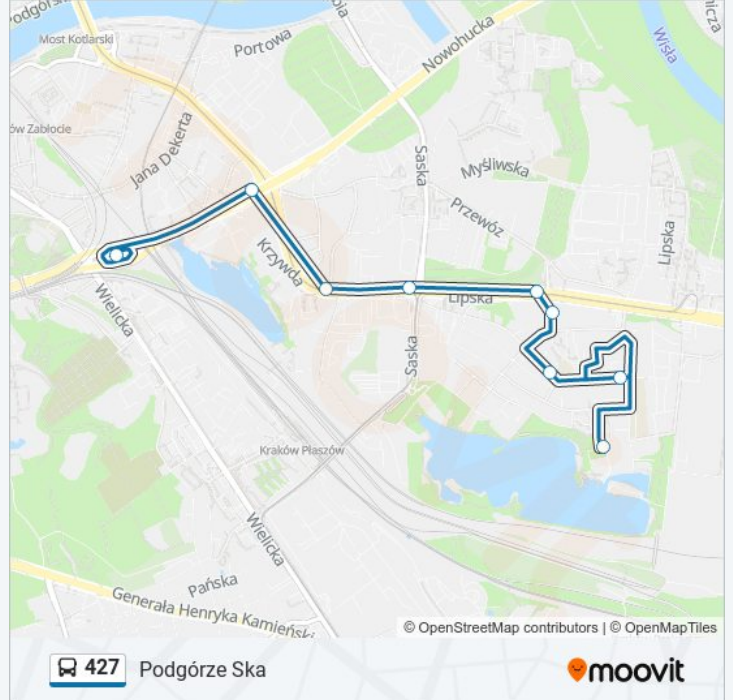 Podgórs
Most Kotlarski
Portowa
Nowohucka
Wisła
ów Zabłocie
Jana Dekerta
Saska
Myśliwska
Przewóz
Lipska
Krzywda
Wielicka
Lipska
Saska
Kraków Płaszów
Wielicka
Pańska
Generała Henryka Kamieński
© OpenStreetMap contributors | © OpenMapTiles
427 Podgórze Ska
moovit